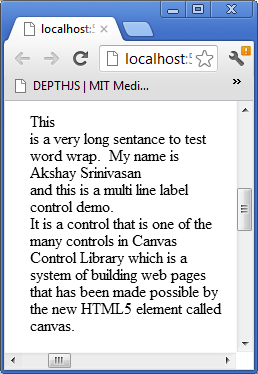 localhost:5
localhost:5
DEPTHJS | MIT Medi...
»
This
is a very long sentance to test
word wrap.  My name is
Akshay Srinivasan
and this is a multi line label
control demo.
It is a control that is one of the
many controls in Canvas
Control Library which is a
system of building web pages
that has been made possible by
the new HTML5 element called
canvas.